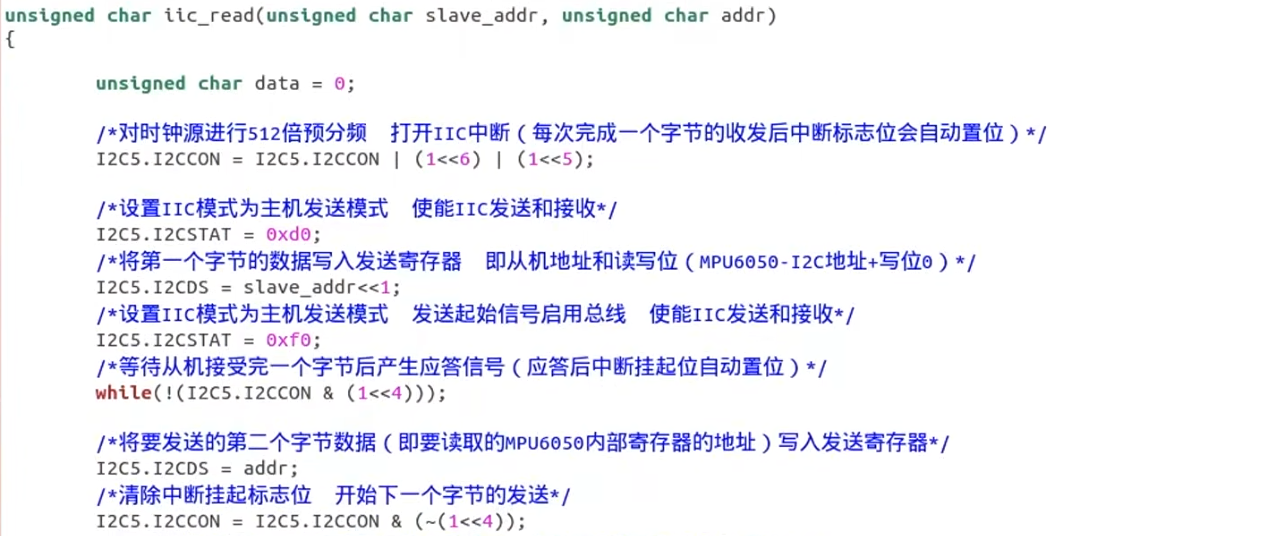 unsigned char iic_read(unsigned char slave_addr, unsigned char addr)
{
unsigned char data = 0;
/*对时钟源进行512倍预分频  打开IIC中断（每次完成一个字节的收发后中断标志位会自动置位）*/
I2C5.I2CCON = I2C5.I2CCON | (1<<6) | (1<<5);
/*设置IIC模式为主机发送模式  使能IIC发送和接收*/
I2C5.I2CSTAT = 0xd0;
/*将第一个字节的数据写入发送寄存器  即从机地址和读写位（MPU6050-I2C地址+写位0）*/
I2C5.I2CDS = slave_addr<<1;
/*设置IIC模式为主机发送模式  发送起始信号启用总线  使能IIC发送和接收*/
I2C5.I2CSTAT = 0xf0;
/*等待从机接受完一个字节后产生应答信号（应答后中断挂起位自动置位）*/
while(!(I2C5.I2CCON & (1<<4)));
/*将要发送的第二个字节数据（即要读取的MPU6050内部寄存器的地址）写入发送寄存器*/
I2C5.I2CDS = addr;
/*清除中断挂起标志位  开始下一个字节的发送*/
I2C5.I2CCON = I2C5.I2CCON & (~(1<<4));